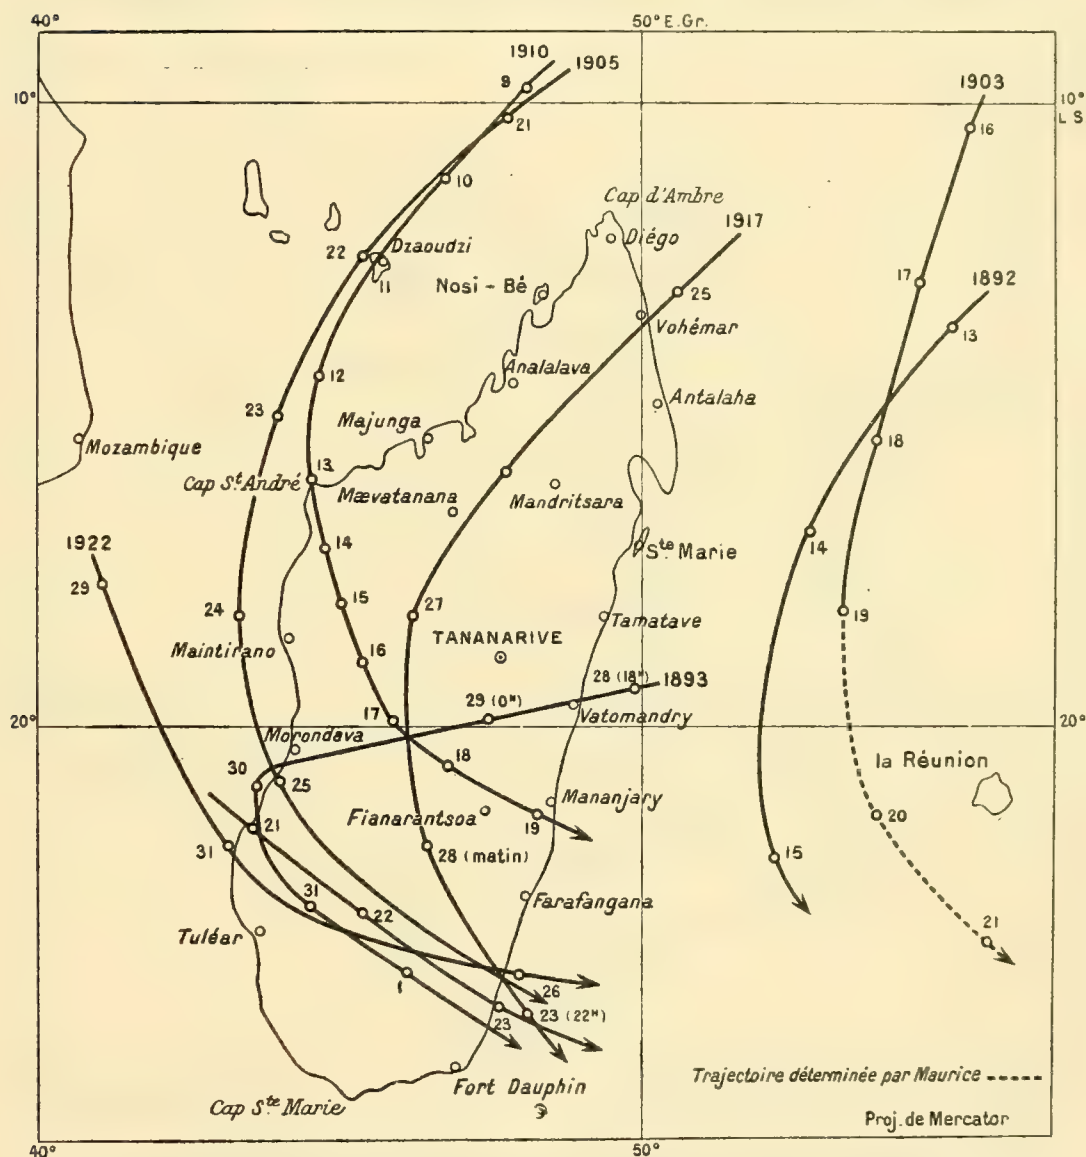 40°
50° E.Gr.
1910
1905
9
1903
10°
10°
L S
21
16
10
Cap d'Ambre
1917
Diégo
22
Dzaoudzi
11
Nosi-Bé
25
17
1892
Vohémar
13
12
Analalava
Antalaha
23
Majunga
18
Mozambique
13
Cap St. André
Mævatanana
Mandritsara
1922
14
Ste Marie
14
29
15
27
19
24
Tamatave
TANANARIVE
Maintirano
16
28 (18H)
1893
29 (0H)
17
Vatomandry
20°
20°
Morondava
18
la Réunion
30
25
Mananjary
Fianarantsoa
19
20
21
31
28 (matin)
15
31
22
Farafangana
Tuléar
21
1
26
23
23 (22H)
Fort Dauphin
Trajectoire déterminée par Maurice
Cap Ste Marie
Proj. de Mercator
40°
50°